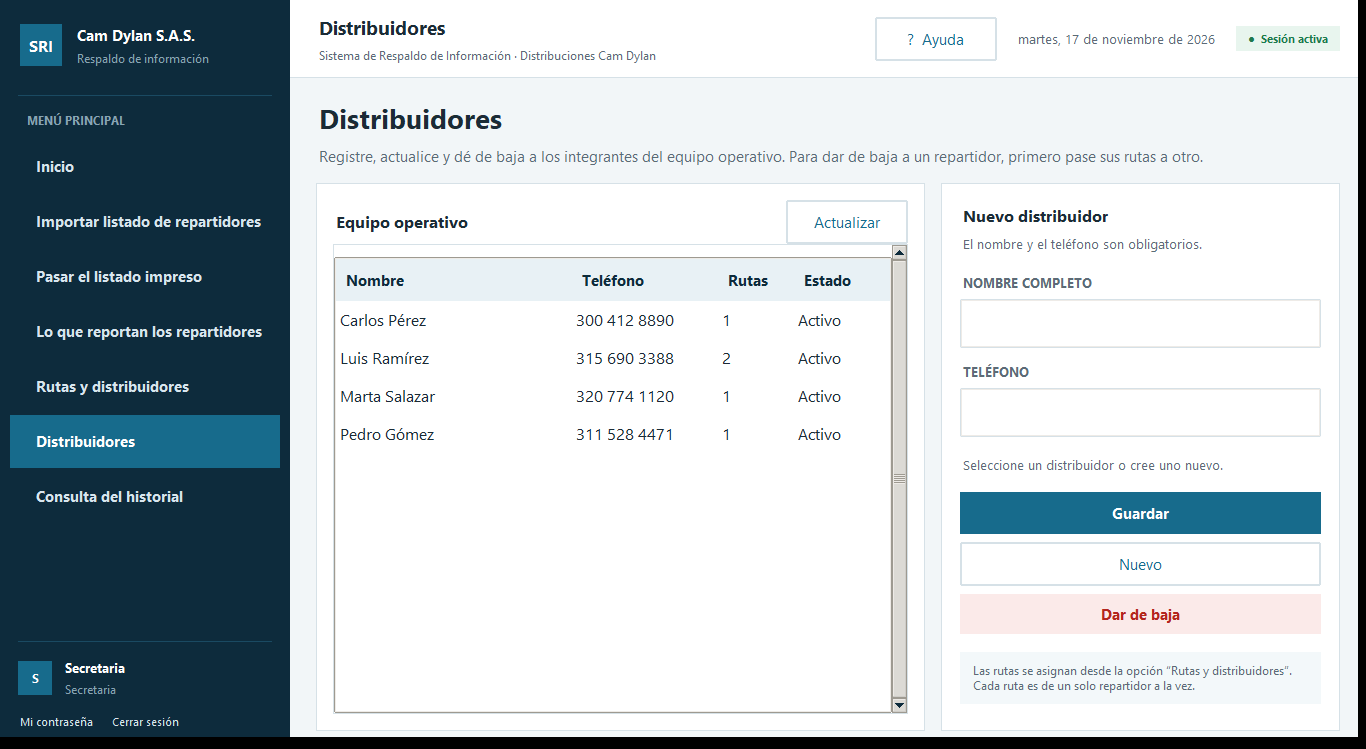 SRI
Cam Dylan S.A.S.
Respaldo de información
MENÚ PRINCIPAL
Inicio
Importar listado de repartidores
Pasar el listado impreso
Lo que reportan los repartidores
Rutas y distribuidores
Distribuidores
Consulta del historial
S
Secretaria
Secretaria
Mi contraseña Cerrar sesión
Distribuidores
Sistema de Respaldo de Información · Distribuciones Cam Dylan
? Ayuda
martes, 17 de noviembre de 2026
● Sesión activa
Distribuidores
Registre, actualice y dé de baja a los integrantes del equipo operativo. Para dar de baja a un repartidor, primero pase sus rutas a otro.
Equipo operativo
Actualizar
Nombre Teléfono Rutas Estado
Carlos Pérez 300 412 8890 1 Activo
Luis Ramírez 315 690 3388 2 Activo
Marta Salazar 320 774 1120 1 Activo
Pedro Gómez 311 528 4471 1 Activo
Nuevo distribuidor
El nombre y el teléfono son obligatorios.
NOMBRE COMPLETO
TELÉFONO
Seleccione un distribuidor o cree uno nuevo.
Guardar
Nuevo
Dar de baja
Las rutas se asignan desde la opción “Rutas y distribuidores”.
Cada ruta es de un solo repartidor a la vez.